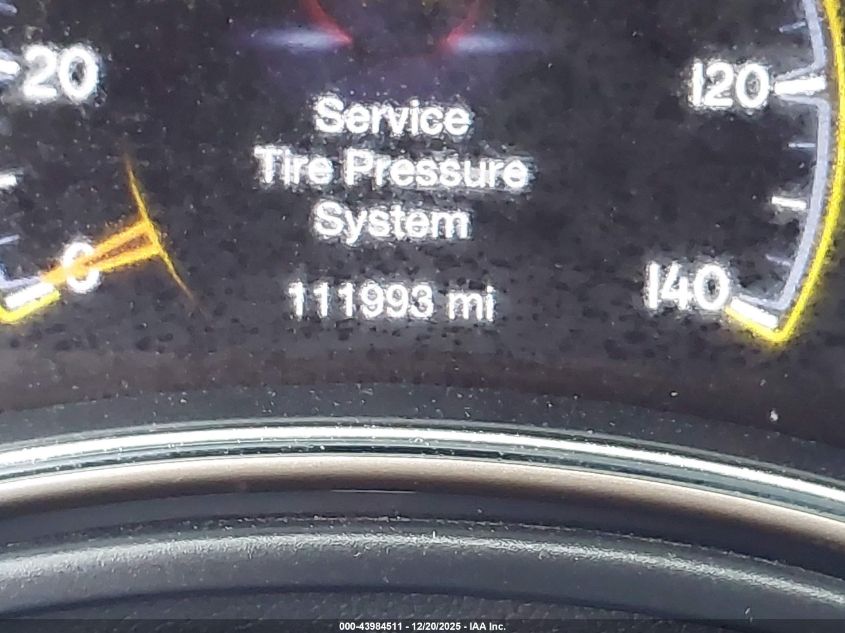 20
120
Service
Tire Pressure
System
0
111993 mi
140
000-43984511 - 12/20/2025 - IAA Inc.